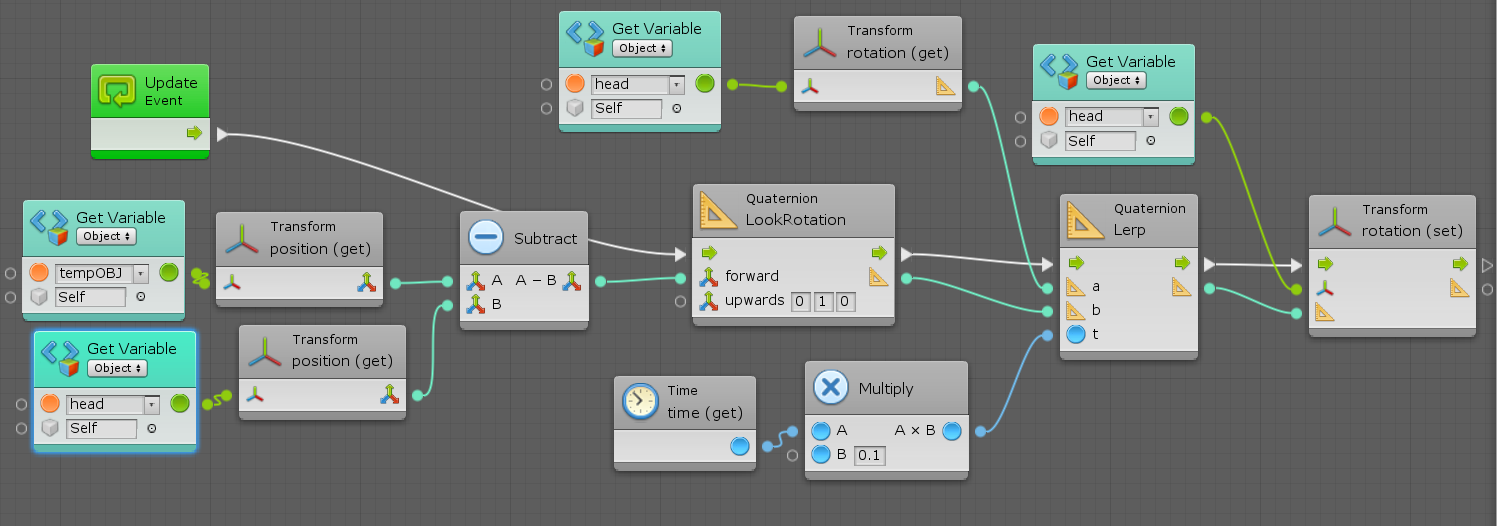 Get Variable
Object
head
Self
Transform
rotation (get)
Get Variable
Object
head
Self
Update
Event
Get Variable
Object
tempOBJ
Self
Transform
position (get)
Subtract
A A − B
B
Quaternion
LookRotation
forward
upwards 0 1 0
Quaternion
Lerp
a
b
t
Transform
rotation (set)
Get Variable
Object
head
Self
Transform
position (get)
Time
time (get)
Multiply
A A × B
B 0.1